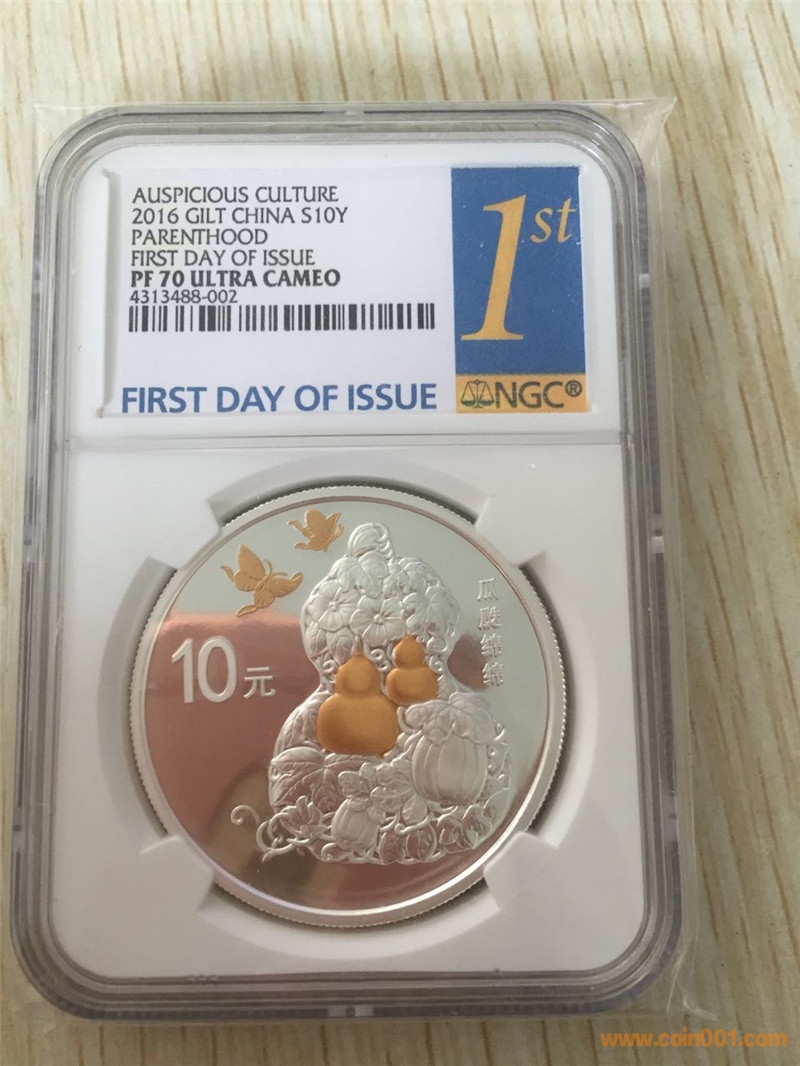 AUSPICIOUS CULTURE
2016 GILT CHINA S10Y
PARENTHOOD
FIRST DAY OF ISSUE
PF 70 ULTRA CAMEO
4313488-002
FIRST DAY OF ISSUE
1st
NGC®
10元
瓜瓞绵绵
www.coin001.com